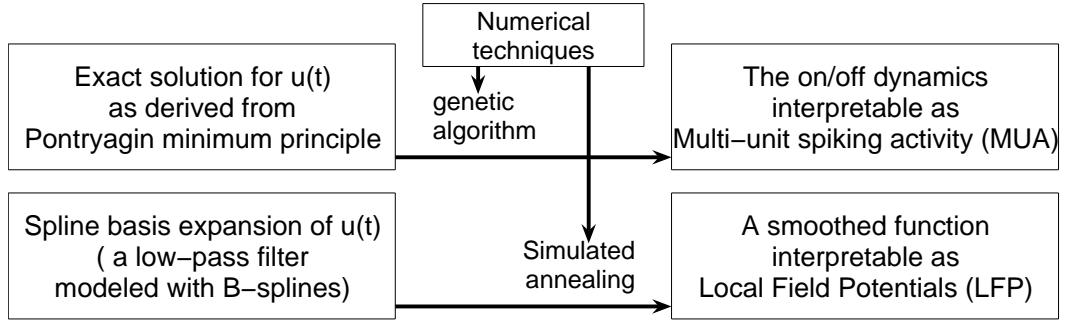 Numerical
techniques
Exact solution for u(t)
as derived from
Pontryagin minimum principle
genetic
algorithm
The on/off dynamics
interpretable as
Multi−unit spiking activity (MUA)
Spline basis expansion of u(t)
( a low−pass filter
modeled with B−splines)
Simulated
annealing
A smoothed function
interpretable as
Local Field Potentials (LFP)